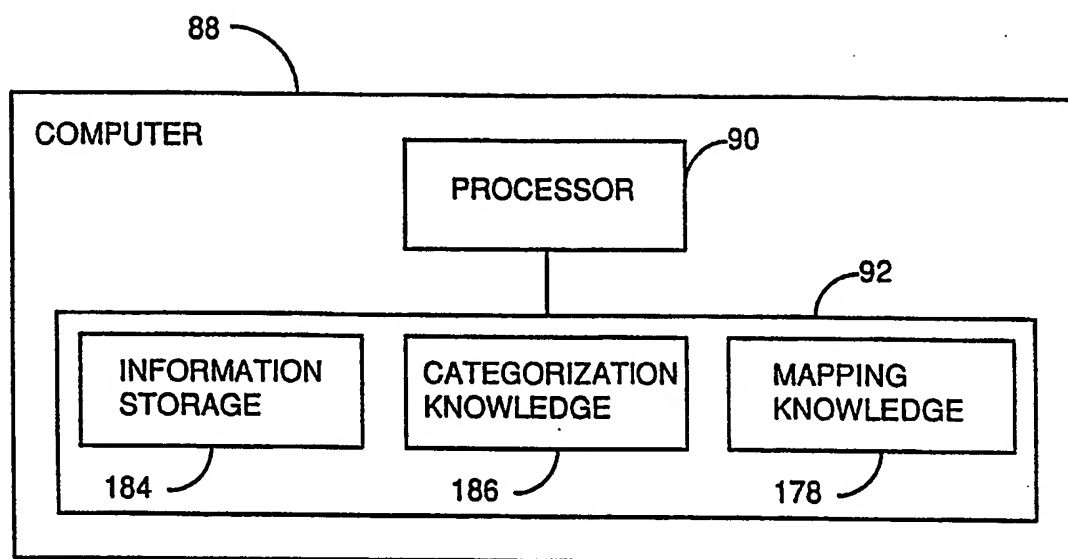 88
COMPUTER
90
PROCESSOR
92
INFORMATION
STORAGE
CATEGORIZATION
KNOWLEDGE
MAPPING
KNOWLEDGE
184
186
178